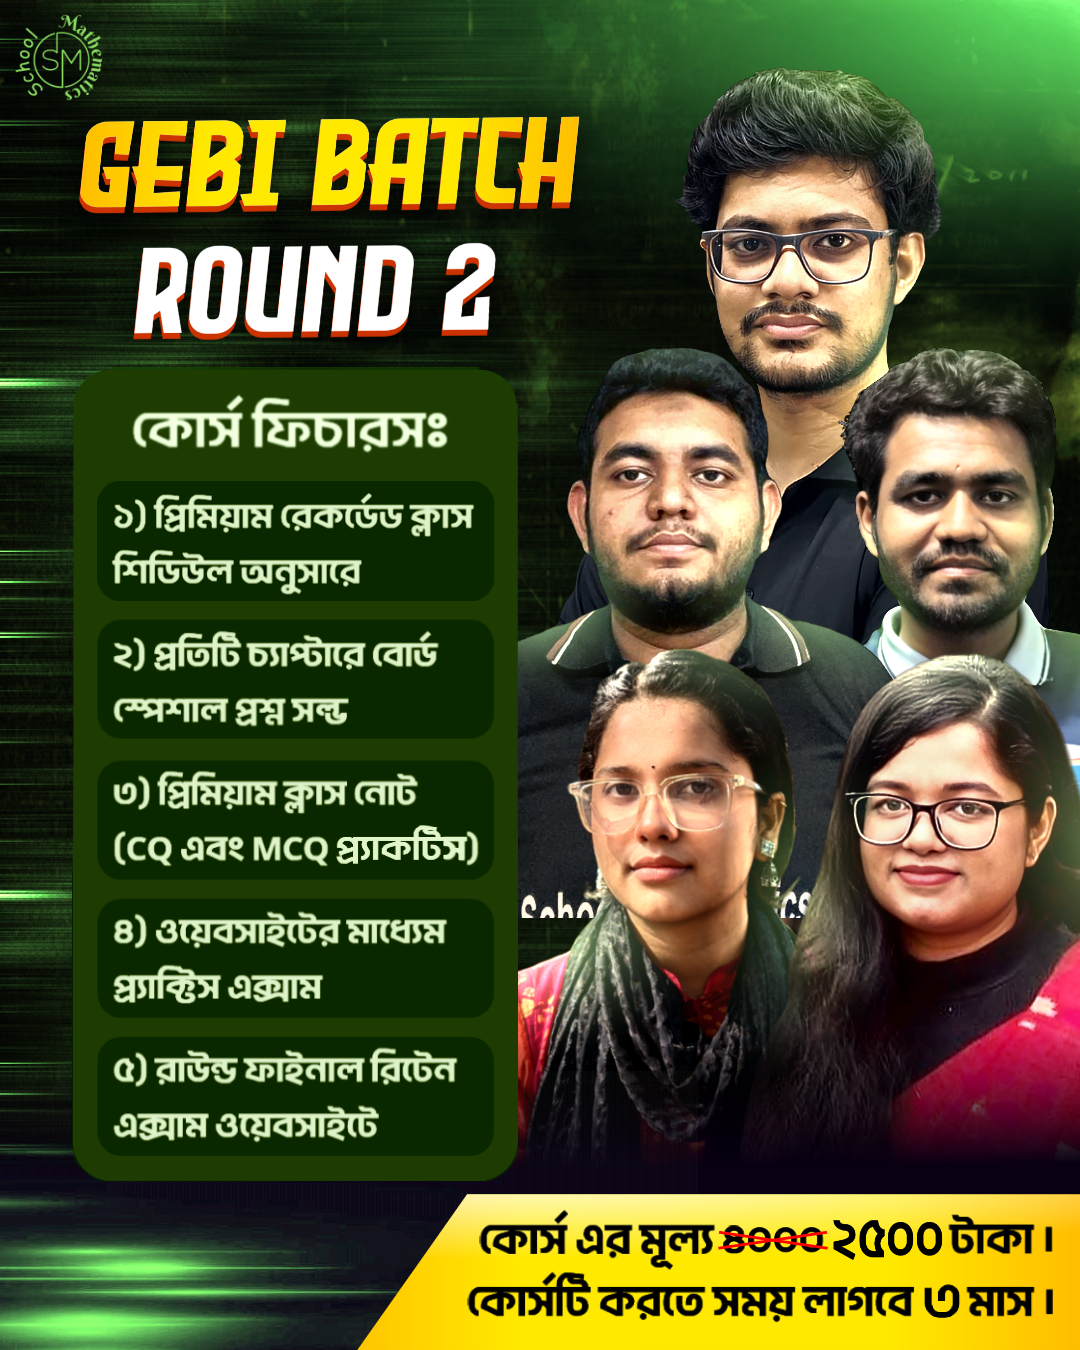 School Mathematics
SM
GEBI BATCH
ROUND 2
কোর্স ফিচারসঃ
১) প্রিমিয়াম রেকর্ডেড ক্লাস
শিডিউল অনুসারে
২) প্রতিটি চ্যাপ্টারে বোর্ড
স্পেশাল প্রশ্ন সল্ভ
৩) প্রিমিয়াম ক্লাস নোট
(CQ এবং MCQ প্র্যাকটিস)
৪) ওয়েবসাইটের মাধ্যেম
প্র্যাক্টিস এক্সাম
৫) রাউন্ড ফাইনাল রিটেন
এক্সাম ওয়েবসাইটে
কোর্স এর মূল্য ৪০০০ ২৫০০ টাকা।
কোর্সটি করতে সময় লাগবে ৩ মাস।